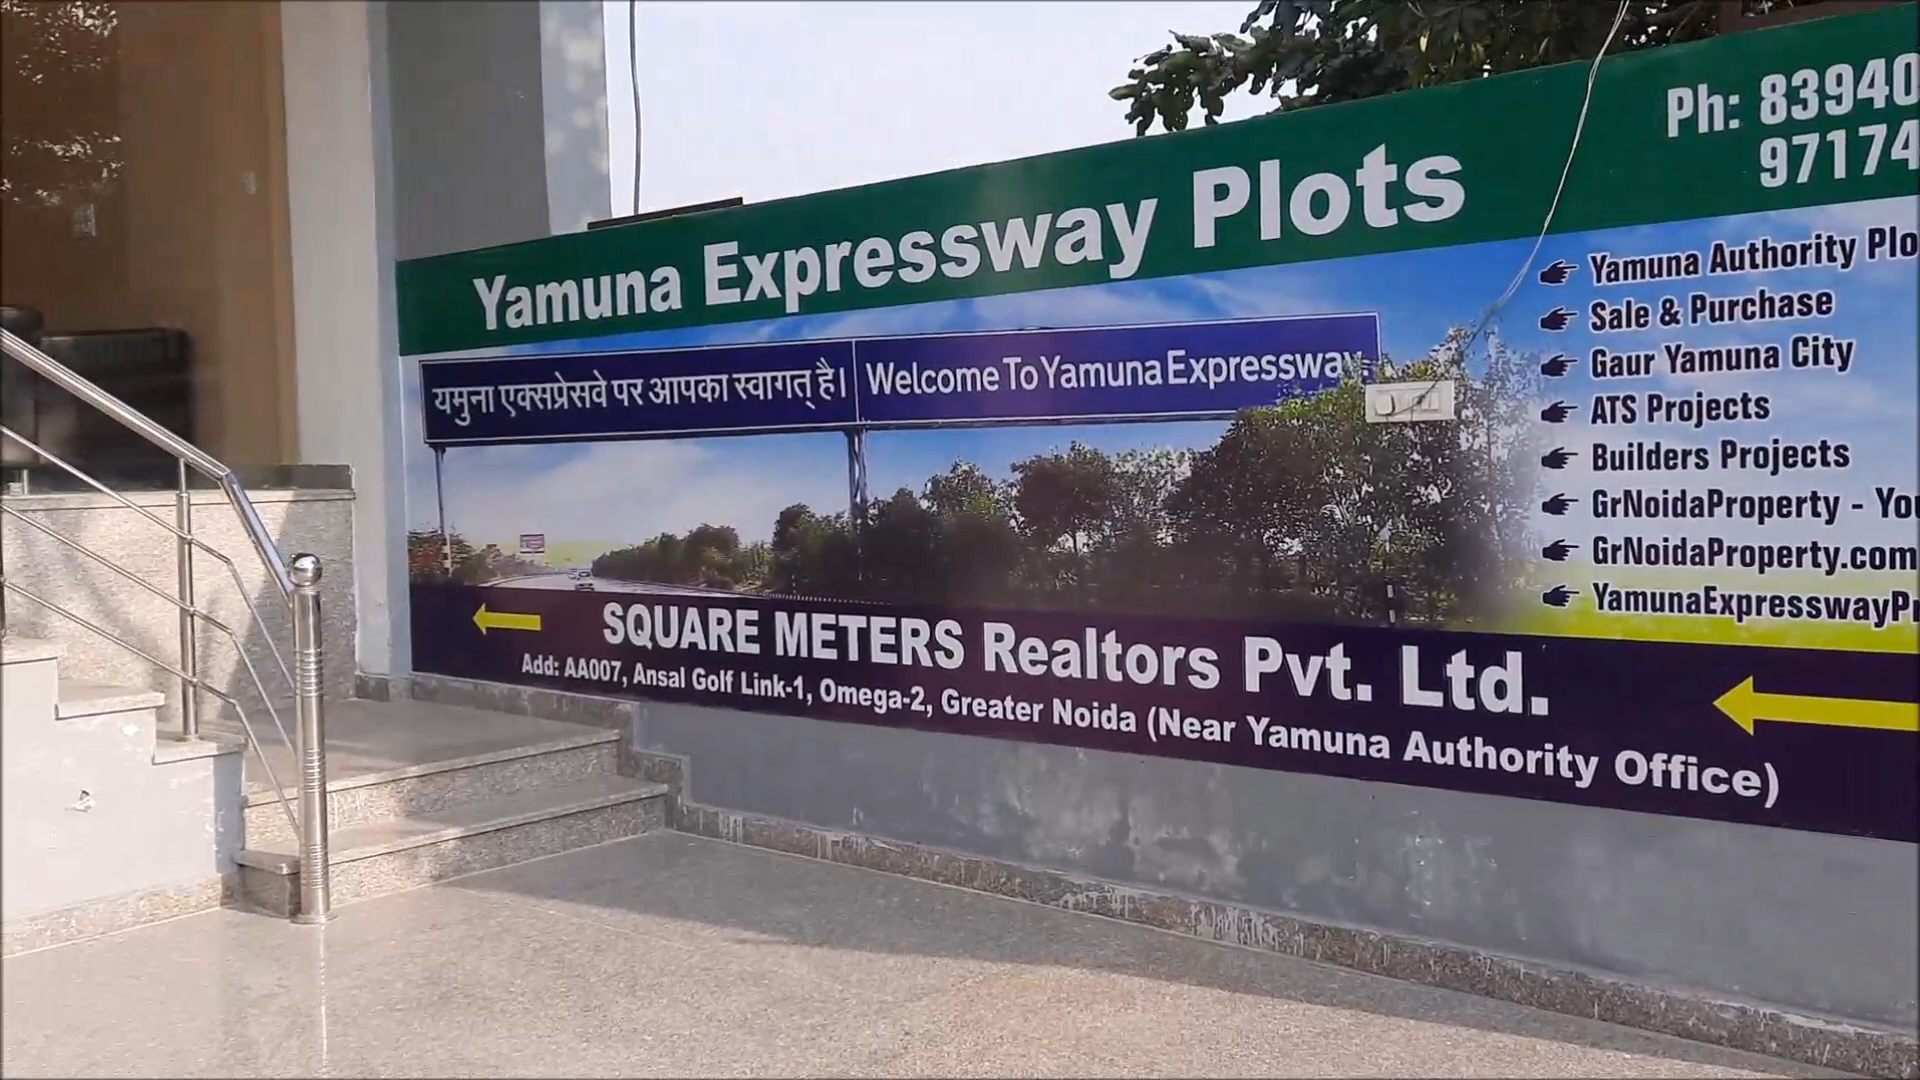 Yamuna Expressway Plots
Ph: 83940
97174
यमुना एक्सप्रेसवे पर आपका स्वागत् है।
Welcome To Yamuna Expressway
Yamuna Authority Plo
Sale & Purchase
Gaur Yamuna City
ATS Projects
Builders Projects
GrNoidaProperty - You
GrNoidaProperty.com
YamunaExpresswayPr
SQUARE METERS Realtors Pvt. Ltd.
Add: AA007, Ansal Golf Link-1, Omega-2, Greater Noida (Near Yamuna Authority Office)